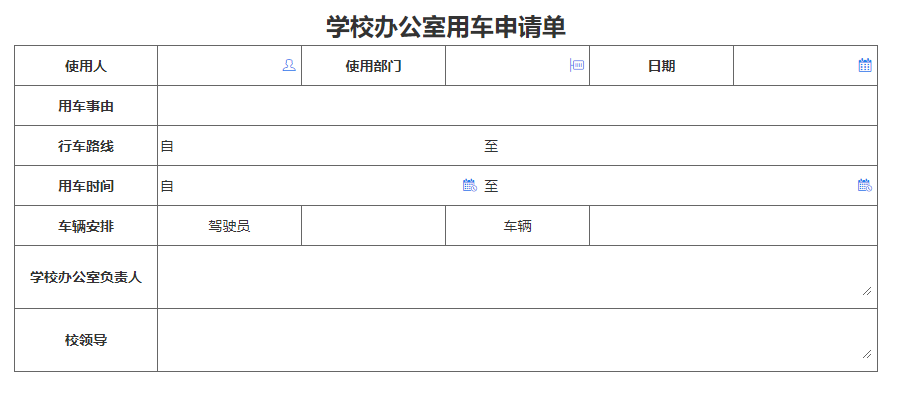 学校办公室用车申请单
使用人 使用部门 日期
用车事由
行车路线 自 至
用车时间 自 至
车辆安排 驾驶员 车辆
学校办公室负责人
校领导